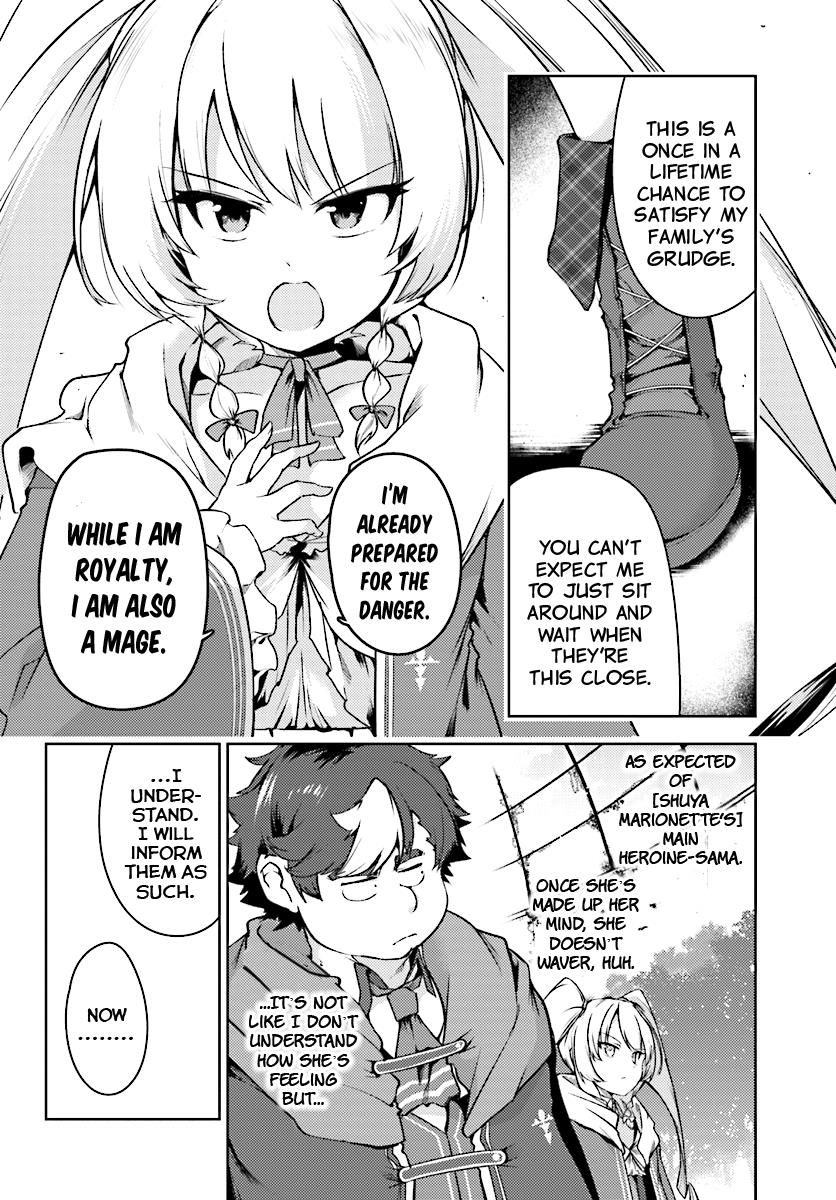 THIS IS A
ONCE IN A
LIFETIME
CHANCE TO
SATISFY MY
FAMILY'S
GRUDGE.
YOU CAN'T
EXPECT ME
TO JUST SIT
AROUND AND
WAIT WHEN
THEY'RE
THIS CLOSE.
I'M
ALREADY
PREPARED
FOR THE
DANGER.
WHILE I AM
ROYALTY,
I AM ALSO
A MAGE.
AS EXPECTED
OF
[SHUYA
MARIONETTE'S]
MAIN
HEROINE-SAMA.
ONCE SHE'S
MADE UP HER
MIND, SHE
DOESN'T
WAVER, HUH.
...IT'S NOT
LIKE I DON'T
UNDERSTAND
HOW SHE'S
FEELING
BUT...
...I
UNDER-
STAND.
I WILL
INFORM
THEM AS
SUCH.
NOW
........